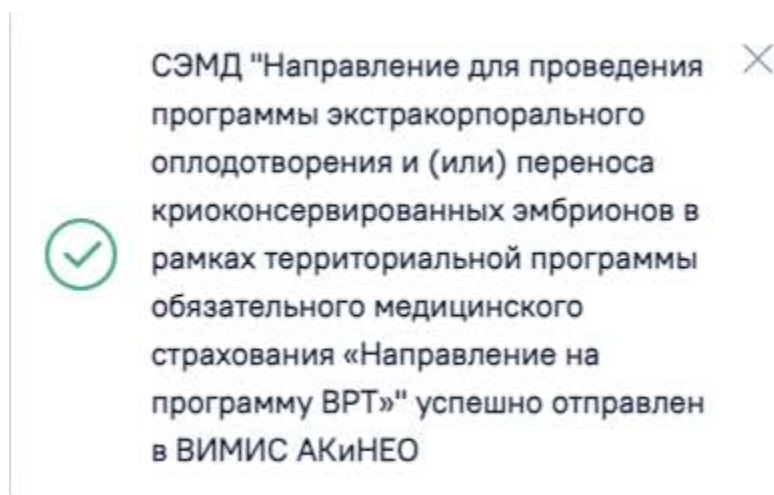 СЭМД "Направление для проведения
программы экстракорпорального
оплодотворения и (или) переноса
криоконсервированных эмбрионов в
рамках территориальной программы
обязательного медицинского
страхования «Направление на
программу ВРТ»" успешно отправлен
в ВИМИС АКиНЕО